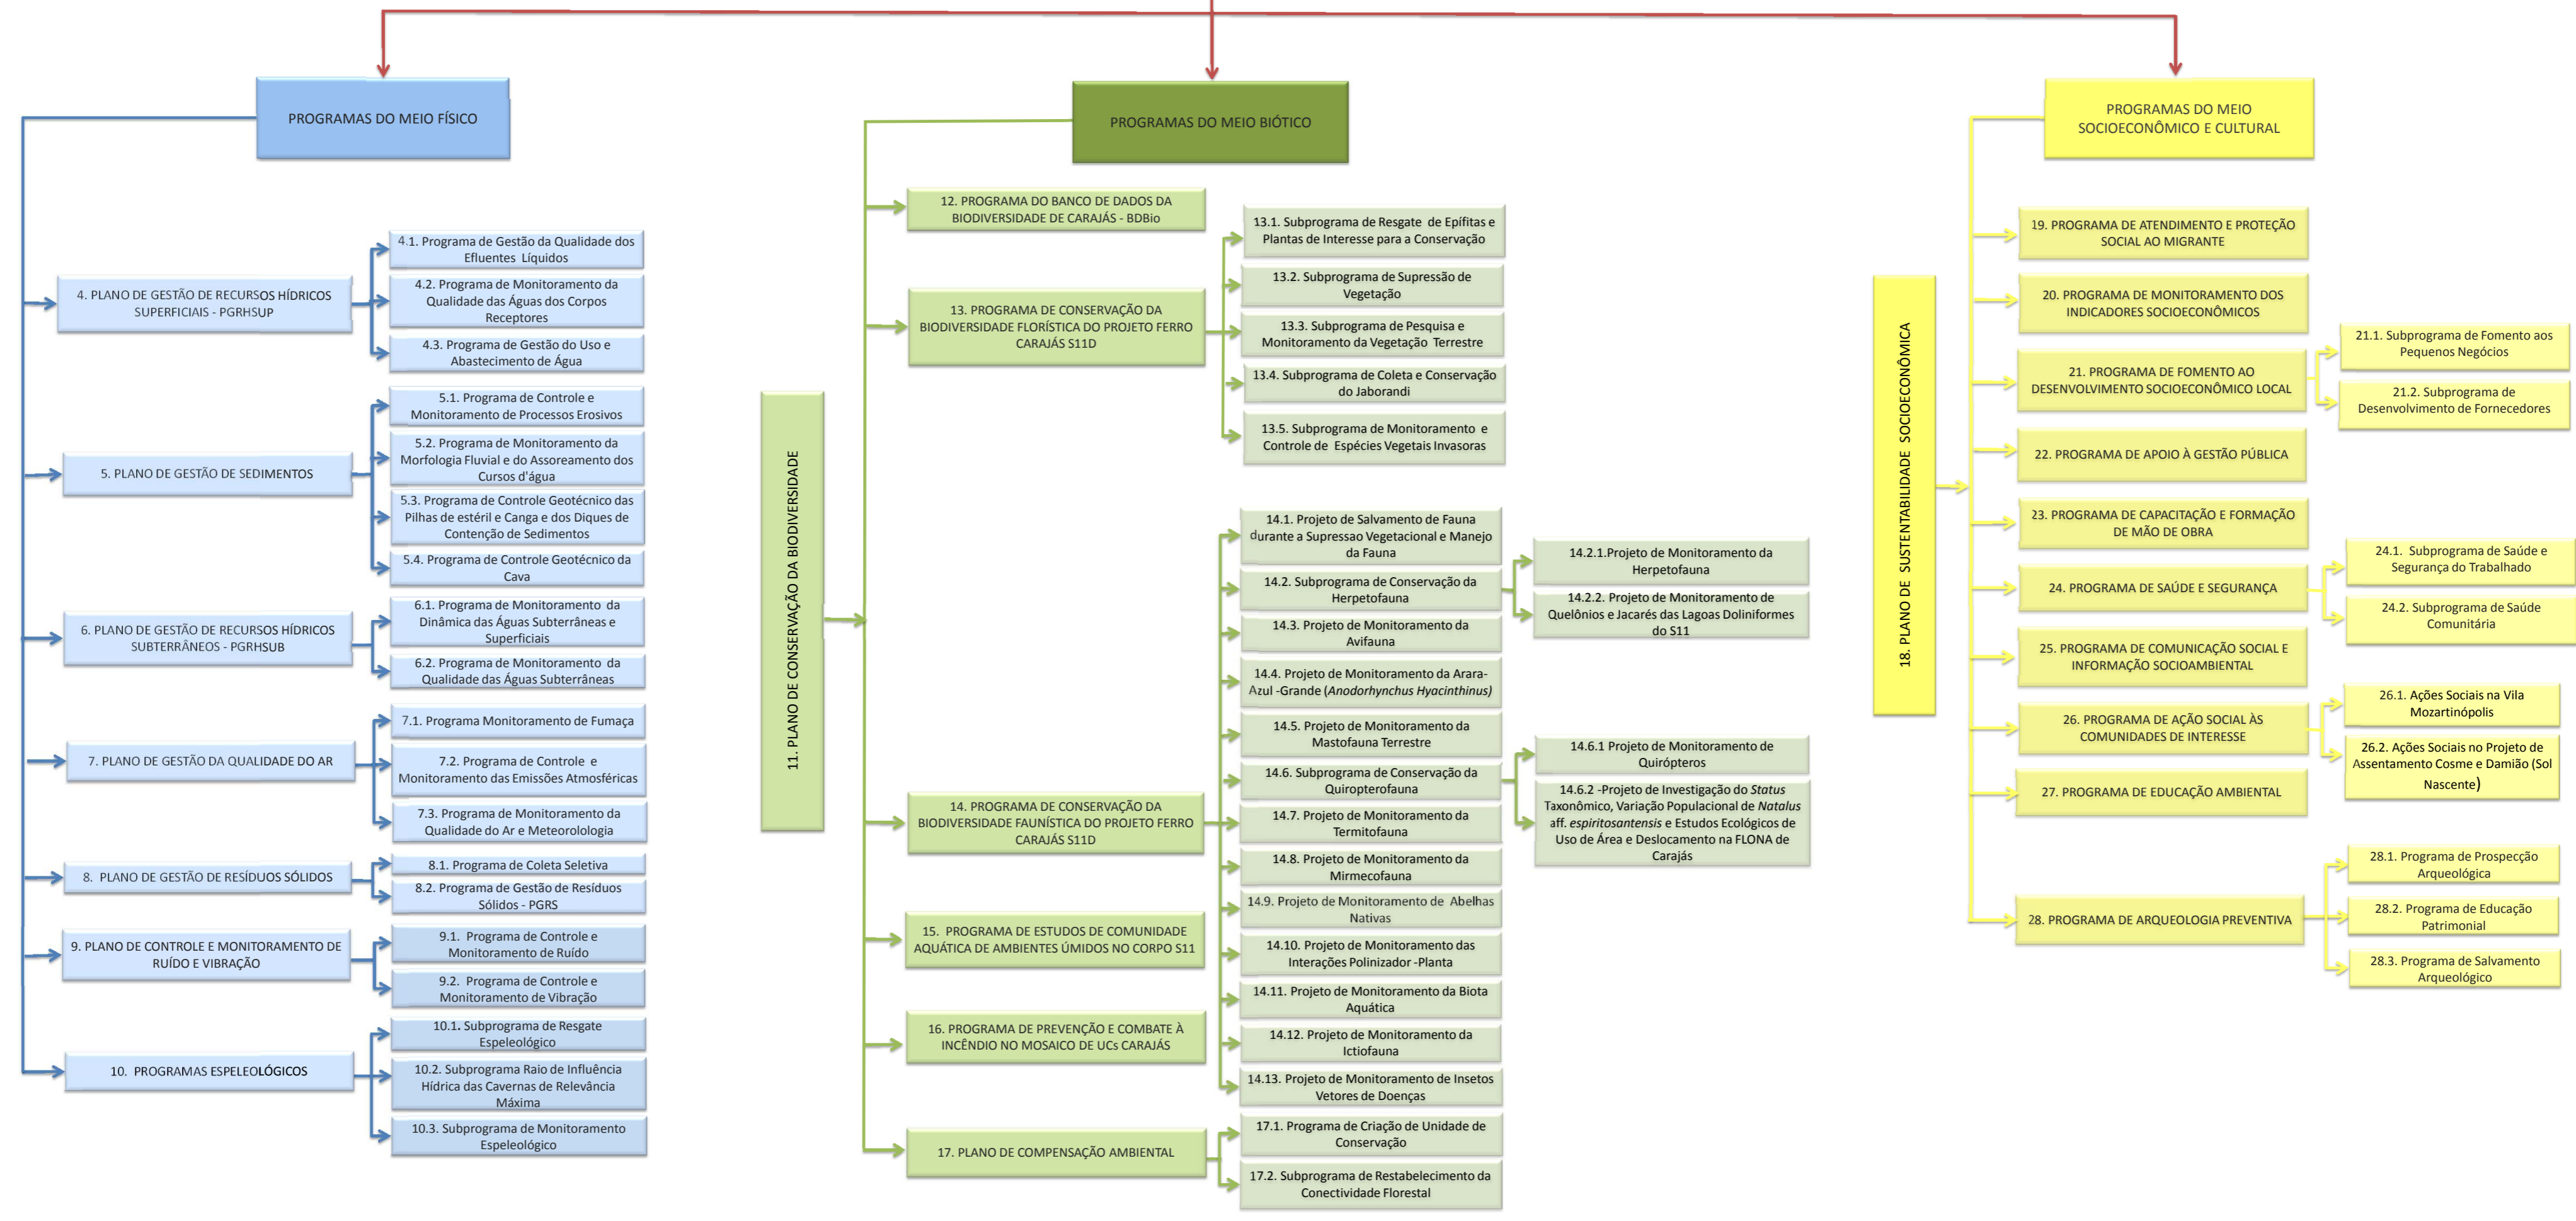 PROGRAMAS DO MEIO FÍSICO
4. PLANO DE GESTÃO DE RECURSOS HÍDRICOS
SUPERFICIAIS - PGRHSUP
4.1. Programa de Gestão da Qualidade dos
Efluentes Líquidos
4.2. Programa de Monitoramento da
Qualidade das Águas dos Corpos
Receptores
4.3. Programa de Gestão do Uso e
Abastecimento de Água
5. PLANO DE GESTÃO DE SEDIMENTOS
5.1. Programa de Controle e
Monitoramento de Processos Erosivos
5.2. Programa de Monitoramento da
Morfologia Fluvial e do Assoreamento dos
Cursos d'água
5.3. Programa de Controle Geotécnico das
Pilhas de estéril e Canga e dos Diques de
Contenção de Sedimentos
5.4. Programa de Controle Geotécnico da
Cava
6. PLANO DE GESTÃO DE RECURSOS HÍDRICOS
SUBTERRÂNEOS - PGRHSUB
6.1. Programa de Monitoramento da
Dinâmica das Águas Subterrâneas e
Superficiais
6.2. Programa de Monitoramento da
Qualidade das Águas Subterrâneas
7. PLANO DE GESTÃO DA QUALIDADE DO AR
7.1. Programa Monitoramento de Fumaça
7.2. Programa de Controle e
Monitoramento das Emissões Atmosféricas
7.3. Programa de Monitoramento da
Qualidade do Ar e Meteorolologia
8. PLANO DE GESTÃO DE RESÍDUOS SÓLIDOS
8.1. Programa de Coleta Seletiva
8.2. Programa de Gestão de Resíduos
Sólidos - PGRS
9. PLANO DE CONTROLE E MONITORAMENTO DE
RUÍDO E VIBRAÇÃO
9.1. Programa de Controle e
Monitoramento de Ruído
9.2. Programa de Controle e
Monitoramento de Vibração
10. PROGRAMAS ESPELEOLÓGICOS
10.1. Subprograma de Resgate
Espeleológico
10.2. Subprograma Raio de Influência
Hídrica das Cavernas de Relevância
Máxima
10.3. Subprograma de Monitoramento
Espeleológico
PROGRAMAS DO MEIO BIÓTICO
11. PLANO DE CONSERVAÇÃO DA BIODIVERSIDADE
12. PROGRAMA DO BANCO DE DADOS DA
BIODIVERSIDADE DE CARAJÁS - BDBio
13. PROGRAMA DE CONSERVAÇÃO DA
BIODIVERSIDADE FLORÍSTICA DO PROJETO FERRO
CARAJÁS S11D
13.1. Subprograma de Resgate de Epífitas e
Plantas de Interesse para a Conservação
13.2. Subprograma de Supressão de
Vegetação
13.3. Subprograma de Pesquisa e
Monitoramento da Vegetação Terrestre
13.4. Subprograma de Coleta e Conservação
do Jaborandi
13.5. Subprograma de Monitoramento e
Controle de Espécies Vegetais Invasoras
14. PROGRAMA DE CONSERVAÇÃO DA
BIODIVERSIDADE FAUNÍSTICA DO PROJETO FERRO
CARAJÁS S11D
14.1. Projeto de Salvamento de Fauna
durante a Supressao Vegetacional e Manejo
da Fauna
14.2. Subprograma de Conservação da
Herpetofauna
14.2.1.Projeto de Monitoramento da
Herpetofauna
14.2.2. Projeto de Monitoramento de
Quelônios e Jacarés das Lagoas Doliniformes
do S11
14.3. Projeto de Monitoramento da
Avifauna
14.4. Projeto de Monitoramento da Arara-
Azul -Grande (Anodorhynchus Hyacinthinus)
14.5. Projeto de Monitoramento da
Mastofauna Terrestre
14.6. Subprograma de Conservação da
Quiropterofauna
14.6.1 Projeto de Monitoramento de
Quirópteros
14.6.2 -Projeto de Investigação do Status
Taxonômico, Variação Populacional de Natalus
aff. espiritosantensis e Estudos Ecológicos de
Uso de Área e Deslocamento na FLONA de
Carajás
14.7. Projeto de Monitoramento da
Termitofauna
14.8. Projeto de Monitoramento da
Mirmecofauna
14.9. Projeto de Monitoramento de Abelhas
Nativas
14.10. Projeto de Monitoramento das
Interações Polinizador -Planta
14.11. Projeto de Monitoramento da Biota
Aquática
14.12. Projeto de Monitoramento da
Ictiofauna
14.13. Projeto de Monitoramento de Insetos
Vetores de Doenças
15. PROGRAMA DE ESTUDOS DE COMUNIDADE
AQUÁTICA DE AMBIENTES ÚMIDOS NO CORPO S11
16. PROGRAMA DE PREVENÇÃO E COMBATE À
INCÊNDIO NO MOSAICO DE UCs CARAJÁS
17. PLANO DE COMPENSAÇÃO AMBIENTAL
17.1. Programa de Criação de Unidade de
Conservação
17.2. Subprograma de Restabelecimento da
Conectividade Florestal
PROGRAMAS DO MEIO
SOCIOECONÔMICO E CULTURAL
18. PLANO DE SUSTENTABILIDADE SOCIOECONÔMICA
19. PROGRAMA DE ATENDIMENTO E PROTEÇÃO
SOCIAL AO MIGRANTE
20. PROGRAMA DE MONITORAMENTO DOS
INDICADORES SOCIOECONÔMICOS
21. PROGRAMA DE FOMENTO AO
DESENVOLVIMENTO SOCIOECONÔMICO LOCAL
21.1. Subprograma de Fomento aos
Pequenos Negócios
21.2. Subprograma de
Desenvolvimento de Fornecedores
22. PROGRAMA DE APOIO À GESTÃO PÚBLICA
23. PROGRAMA DE CAPACITAÇÃO E FORMAÇÃO
DE MÃO DE OBRA
24. PROGRAMA DE SAÚDE E SEGURANÇA
24.1. Subprograma de Saúde e
Segurança do Trabalhado
24.2. Subprograma de Saúde
Comunitária
25. PROGRAMA DE COMUNICAÇÃO SOCIAL E
INFORMAÇÃO SOCIOAMBIENTAL
26. PROGRAMA DE AÇÃO SOCIAL ÀS
COMUNIDADES DE INTERESSE
26.1. Ações Sociais na Vila
Mozartinópolis
26.2. Ações Sociais no Projeto de
Assentamento Cosme e Damião (Sol
Nascente)
27. PROGRAMA DE EDUCAÇÃO AMBIENTAL
28. PROGRAMA DE ARQUEOLOGIA PREVENTIVA
28.1. Programa de Prospecção
Arqueológica
28.2. Programa de Educação
Patrimonial
28.3. Programa de Salvamento
Arqueológico